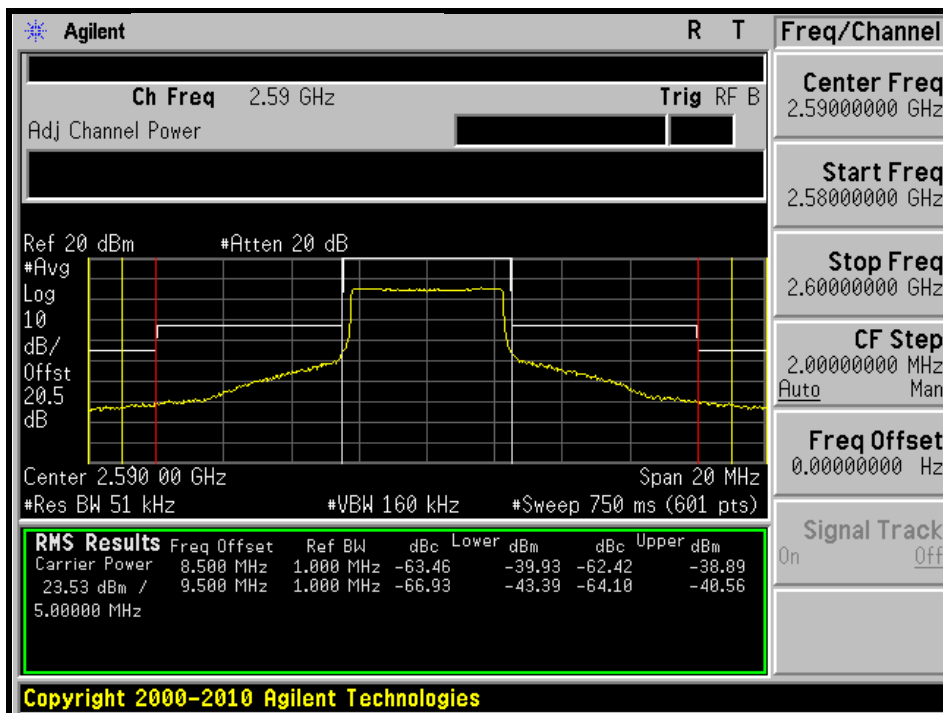 Agilent
R T
Ch Freq 2.59 GHz
Trig RF B
Adj Channel Power
Ref 20 dBm
#Atten 20 dB
#Avg
Log
10
dB/
Offst
20.5
dB
Center 2.590 00 GHz
Span 20 MHz
#Res BW 51 kHz
#VBW 160 kHz
#Sweep 750 ms (601 pts)
RMS Results Freq Offset Ref BW dBc Lower dBm dBc Upper dBm
Carrier Power 8.500 MHz 1.000 MHz -63.46 -39.93 -62.42 -38.89
23.53 dBm / 9.500 MHz 1.000 MHz -66.93 -43.39 -64.10 -40.56
5.00000 MHz
Copyright 2000-2010 Agilent Technologies
Freq/Channel
Center Freq
2.59000000 GHz
Start Freq
2.58000000 GHz
Stop Freq
2.60000000 GHz
CF Step
2.00000000 MHz
Auto Man
Freq Offset
0.00000000 Hz
Signal Track
On Off